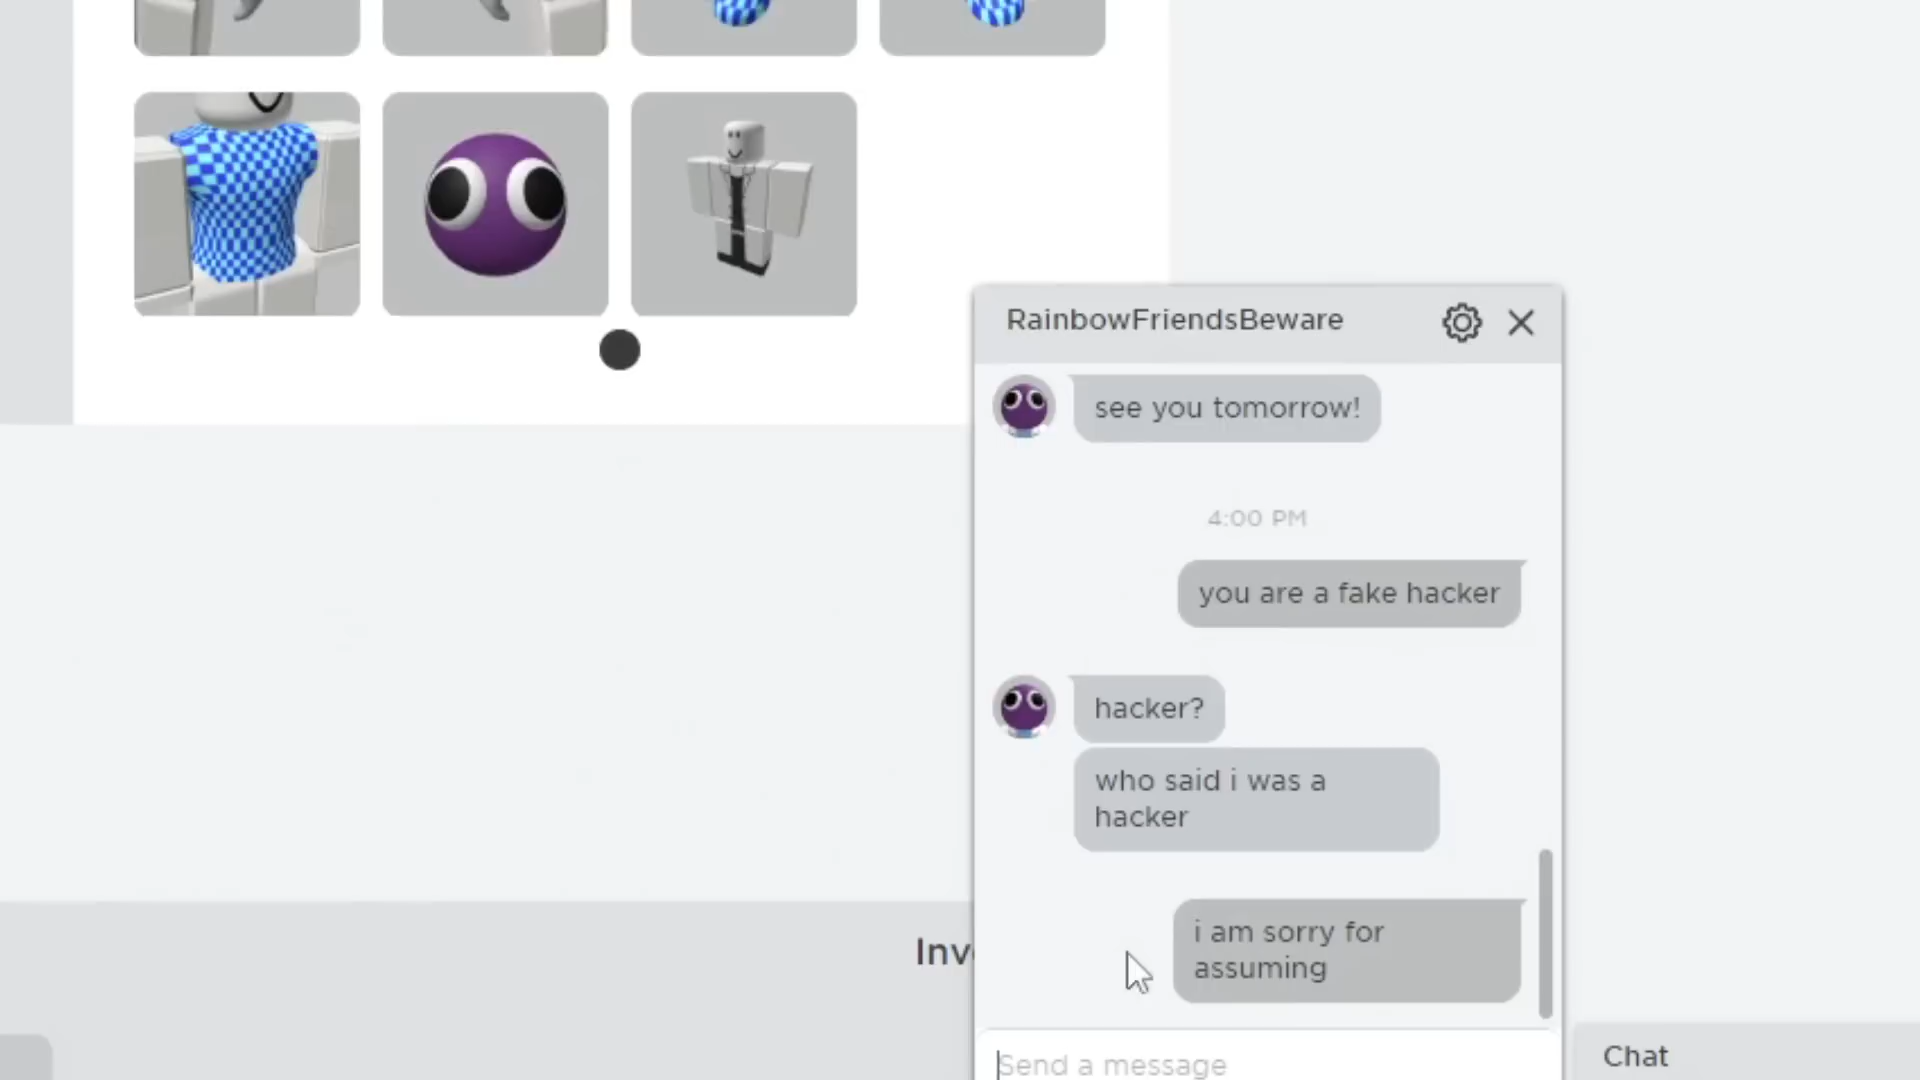 RainbowFriendsBeware
see you tomorrow!
4:00 PM
you are a fake hacker
hacker?
who said i was a
hacker
i am sorry for
assuming
Inv
Send a message
Chat